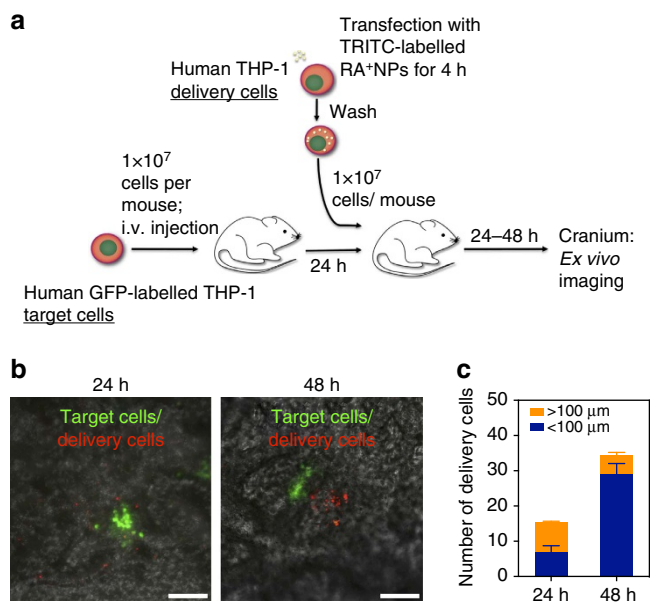 a
Transfection with
TRITC-labelled
RA⁺NPs for 4 h
Human THP-1
delivery cells
Wash
1×10⁷
cells per
mouse;
i.v. injection
1×10⁷
cells/ mouse
24 h
24–48 h
Cranium:
Ex vivo
imaging
Human GFP-labelled THP-1
target cells
b
24 h
48 h
Target cells/
delivery cells
Target cells/
delivery cells
c
Number of delivery cells
50
40
30
20
10
0
>100 μm
<100 μm
24 h
48 h